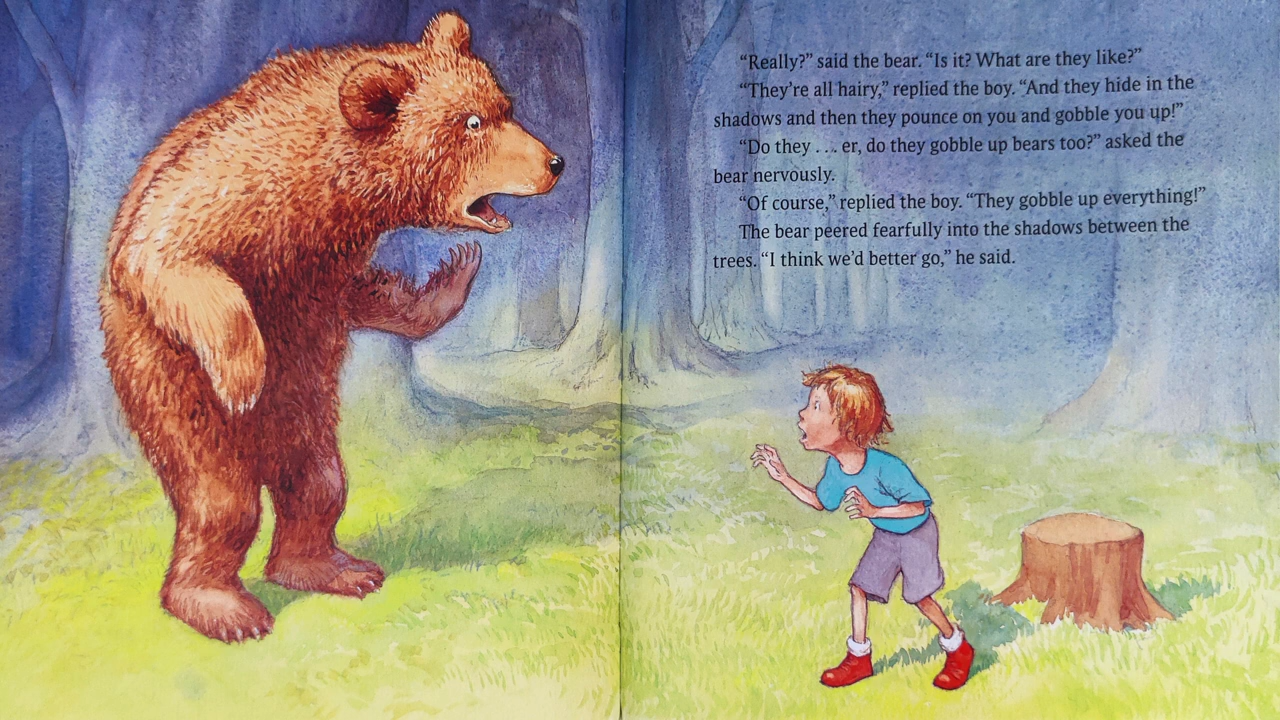 “Really?” said the bear. “Is it? What are they like?”
“They’re all hairy,” replied the boy. “And they hide in the
shadows and then they pounce on you and gobble you up!”
“Do they . . . er, do they gobble up bears too?” asked the
bear nervously.
“Of course,” replied the boy. “They gobble up everything!”
The bear peered fearfully into the shadows between the
trees. “I think we’d better go,” he said.